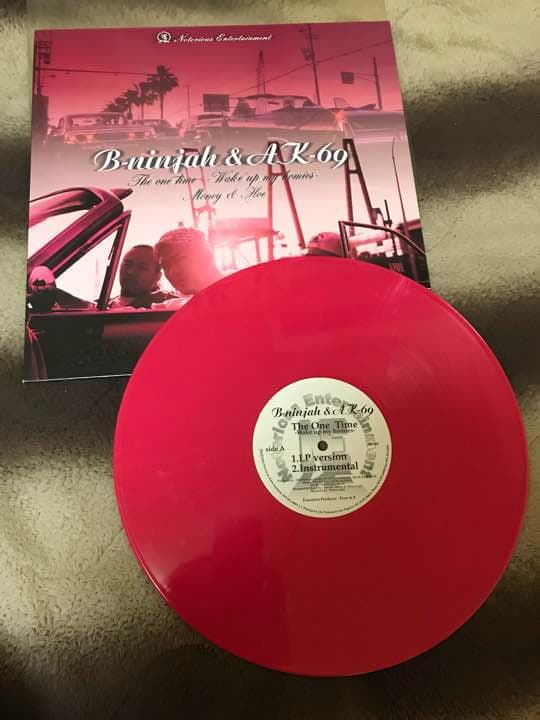 Notorious Entertainment
B-ninjah & AK-69
The one time - Wake up my homies-
Money & Hoe
Notorious Entertainment
B-ninjah & AK-69
The One Time
-Wake up my homies-
side A
1.LP version
2.Instrumental